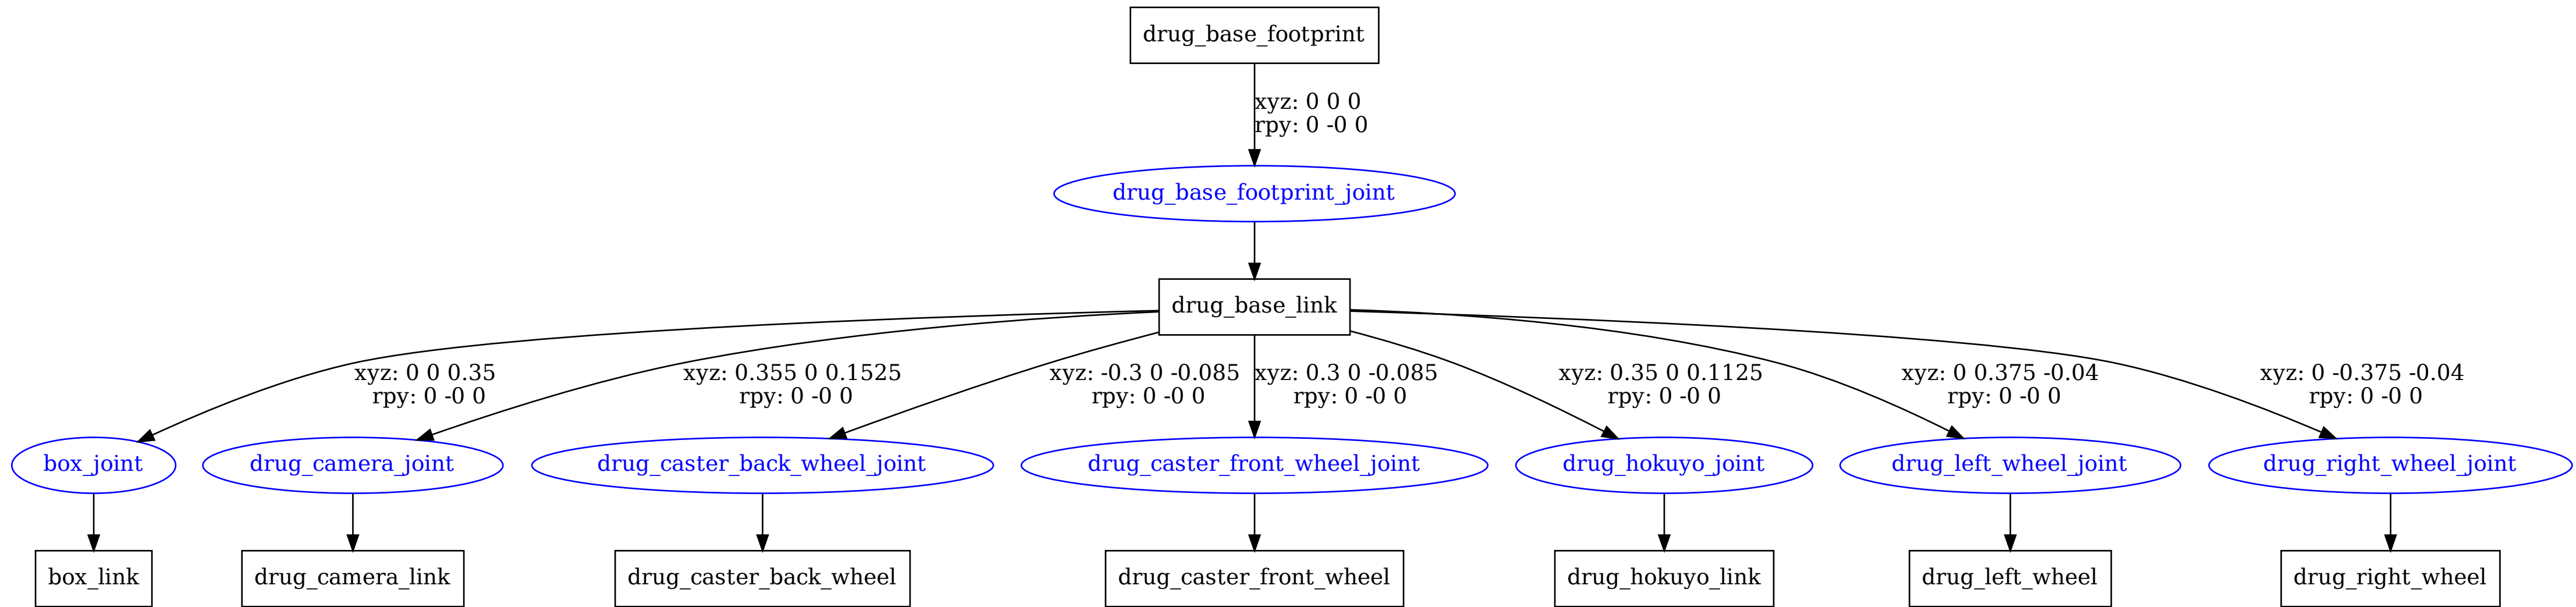 drug_base_footprint
xyz: 0 0 0
rpy: 0 -0 0
drug_base_footprint_joint
drug_base_link
xyz: 0 0 0.35
rpy: 0 -0 0
xyz: 0.355 0 0.1525
rpy: 0 -0 0
xyz: -0.3 0 -0.085
rpy: 0 -0 0
xyz: 0.3 0 -0.085
rpy: 0 -0 0
xyz: 0.35 0 0.1125
rpy: 0 -0 0
xyz: 0 0.375 -0.04
rpy: 0 -0 0
xyz: 0 -0.375 -0.04
rpy: 0 -0 0
box_joint
drug_camera_joint
drug_caster_back_wheel_joint
drug_caster_front_wheel_joint
drug_hokuyo_joint
drug_left_wheel_joint
drug_right_wheel_joint
box_link
drug_camera_link
drug_caster_back_wheel
drug_caster_front_wheel
drug_hokuyo_link
drug_left_wheel
drug_right_wheel